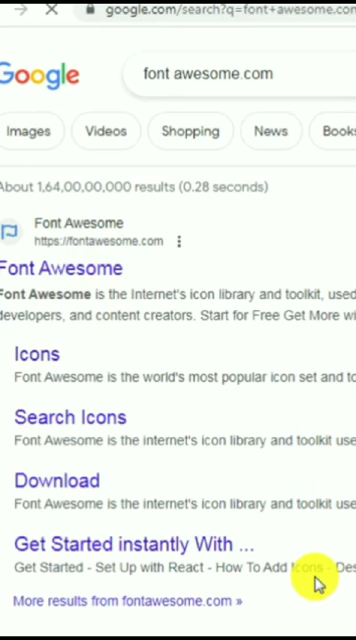 google.com/search?q=font+awesome.com
Google
font awesome.com
Images
Videos
Shopping
News
Books
About 1,64,00,00,000 results (0.28 seconds)
Font Awesome
https://fontawesome.com
Font Awesome
Font Awesome is the Internet's icon library and toolkit, used
developers, and content creators. Start for Free Get More wi
Icons
Font Awesome is the world's most popular icon set and to
Search Icons
Font Awesome is the internet's icon library and toolkit use
Download
Font Awesome is the internet's icon library and toolkit use
Get Started instantly With ...
Get Started - Set Up with React - How To Add Icons - Des
More results from fontawesome.com »